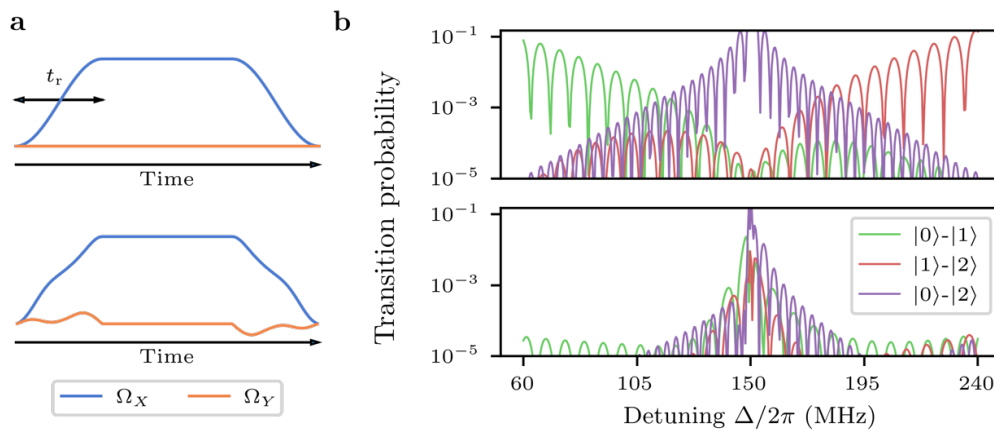 a
t_r
Time
Time
Ω_X Ω_Y
b
Transition probability
10⁻¹
10⁻³
10⁻⁵
10⁻¹
10⁻³
10⁻⁵
|0⟩-|1⟩
|1⟩-|2⟩
|0⟩-|2⟩
60 105 150 195 240
Detuning Δ/2π (MHz)